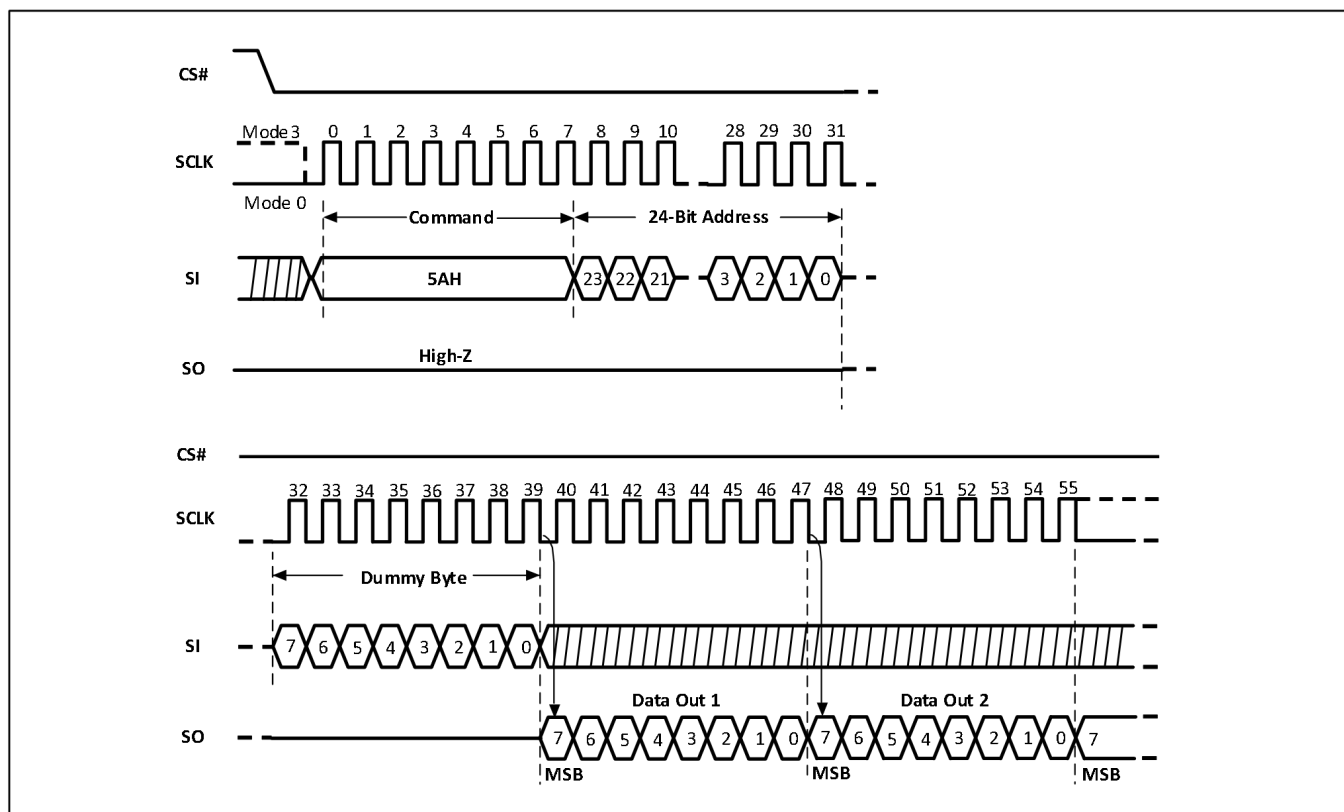 CS#
Mode 3 0 1 2 3 4 5 6 7 8 9 10 28 29 30 31
SCLK
Mode 0
Command 24-Bit Address
SI 5AH 23 22 21 3 2 1 0
High-Z
SO
CS#
32 33 34 35 36 37 38 39 40 41 42 43 44 45 46 47 48 49 50 51 52 53 54 55
SCLK
Dummy Byte
SI 7 6 5 4 3 2 1 0
Data Out 1 Data Out 2
SO 7 6 5 4 3 2 1 0 7 6 5 4 3 2 1 0 7
MSB MSB MSB